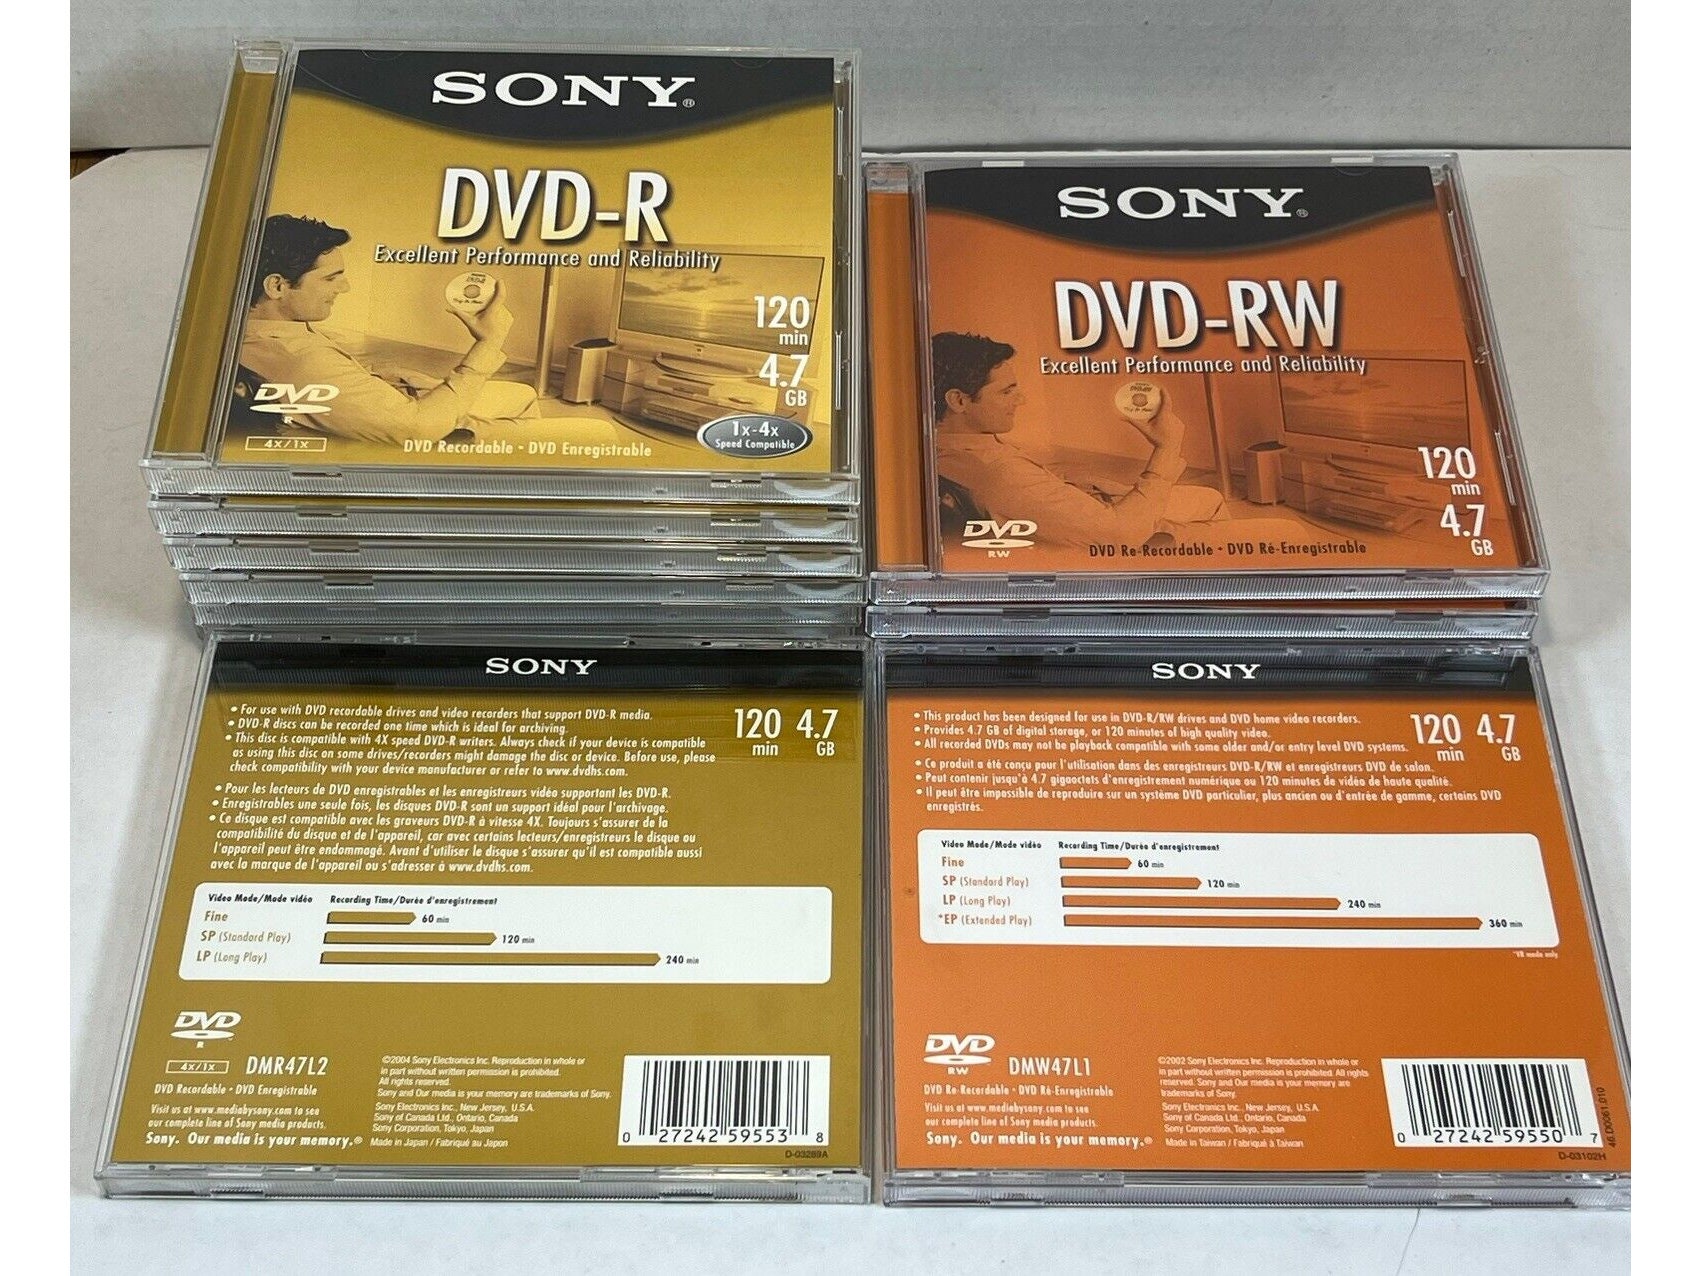 SONY®
DVD-R
Excellent Performance and Reliability
120
min
4.7
GB
DVD
R
4x/1x
DVD Recordable • DVD Enregistrable
1x-4x
Speed Compatible
SONY®
DVD-RW
Excellent Performance and Reliability
120
min
4.7
GB
DVD
RW
DVD Re-Recordable • DVD Ré-Enregistrable
SONY
• For use with DVD recordable drives and video recorders that support DVD-R media.
• DVD-R discs can be recorded one time which is ideal for archiving.
• This disc is compatible with 4X speed DVD-R writers. Always check if your device is compatible
as using this disc on some drives/recorders might damage the disc or device. Before use, please
check compatibility with your device manufacturer or refer to www.dvdhs.com.
120 4.7
min GB
• Pour les lecteurs de DVD enregistrables et les enregistreurs vidéo supportant les DVD-R.
• Enregistrables une seule fois, les disques DVD-R sont un support idéal pour l'archivage.
• Ce disque est compatible avec les graveurs DVD-R à vitesse 4X. Toujours s'assurer de la
compatibilité du disque et de l'appareil, car avec certains lecteurs/enregistreurs le disque ou
l'appareil peut être endommagé. Avant d'utiliser le disque s'assurer qu'il est compatible aussi
avec la marque de l'appareil ou s'adresser à www.dvdhs.com.
Video Mode/Mode vidéo Recording Time/Durée d'enregistrement
Fine 60 min
SP (Standard Play) 120 min
LP (Long Play) 240 min
DVD
R
4x/1x DMR47L2
DVD Recordable • DVD Enregistrable
Visit us at www.mediabysony.com to see
our complete line of Sony media products.
Sony. Our media is your memory.®
©2004 Sony Electronics Inc. Reproduction in whole or
in part without written permission is prohibited.
All rights reserved.
Sony and Our media is your memory are trademarks of Sony.
Sony Electronics Inc., New Jersey, U.S.A.
Sony of Canada Ltd., Ontario, Canada
Sony Corporation, Tokyo, Japan
Made in Japan / Fabriqué au Japon
0 27242 59553 8
D-03289A
SONY
• This product has been designed for use in DVD-R/RW drives and DVD home video recorders.
• Provides 4.7 GB of digital storage, or 120 minutes of high quality video.
• All recorded DVDs may not be playback compatible with some older and/or entry level DVD systems.
120 4.7
min GB
• Ce produit a été conçu pour l'utilisation dans des enregistreurs DVD-R/RW et enregistreurs DVD de salon.
• Peut contenir jusqu'à 4.7 gigaoctets d'enregistrement numérique ou 120 minutes de vidéo de haute qualité.
• Il peut être impossible de reproduire sur un système DVD particulier, plus ancien ou d'entrée de gamme, certains DVD
enregistrés.
Video Mode/Mode vidéo Recording Time/Durée d'enregistrement
Fine 60 min
SP (Standard Play) 120 min
LP (Long Play) 240 min
*EP (Extended Play) 360 min
*VR mode only
DVD
RW
DMW47L1
DVD Re-Recordable • DVD Ré-Enregistrable
Visit us at www.mediabysony.com to see
our complete line of Sony media products.
Sony. Our media is your memory.®
©2002 Sony Electronics Inc. Reproduction in whole or
in part without written permission is prohibited. All rights
reserved. Sony and Our media is your memory are
trademarks of Sony.
Sony Electronics Inc., New Jersey, U.S.A.
Sony of Canada Ltd., Ontario, Canada
Sony Corporation, Tokyo, Japan
Made in Taiwan / Fabriqué à Taiwan
0 27242 59550 7
46.D0061.010
D-03102H